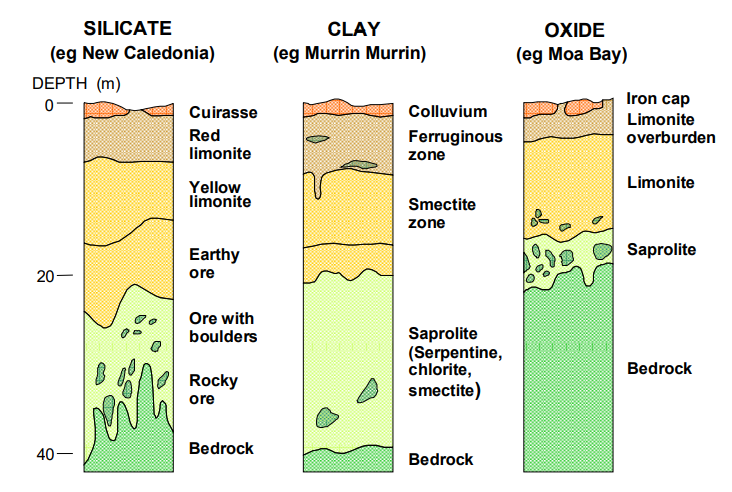 SILICATE
(eg New Caledonia)
CLAY
(eg Murrin Murrin)
OXIDE
(eg Moa Bay)
DEPTH (m)
0
20
40
Cuirasse
Red
limonite
Yellow
limonite
Earthy
ore
Ore with
boulders
Rocky
ore
Bedrock
Colluvium
Ferruginous
zone
Smectite
zone
Saprolite
(Serpentine,
chlorite,
smectite)
Bedrock
Iron cap
Limonite
overburden
Limonite
Saprolite
Bedrock